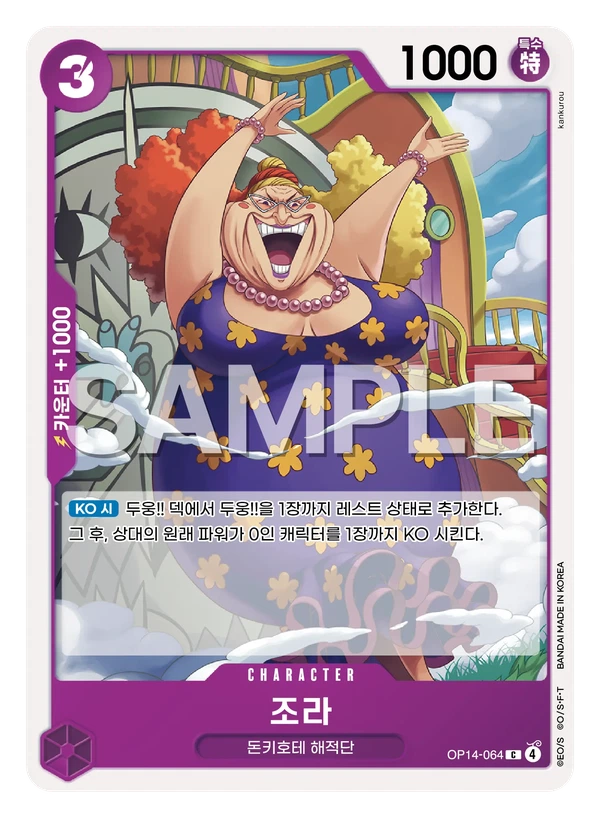 3
1000
특수
特
kankurou
카운터 +1000
SAMPLE
KO 시 두웅!! 덱에서 두웅!!을 1장까지 레스트 상태로 추가한다.
그 후, 상대의 원래 파워가 0인 캐릭터를 1장까지 KO 시킨다.
CHARACTER
조라
돈키호테 해적단
OP14-064 C 4
©EO/S ©O/S·F·T BANDAI MADE IN KOREA